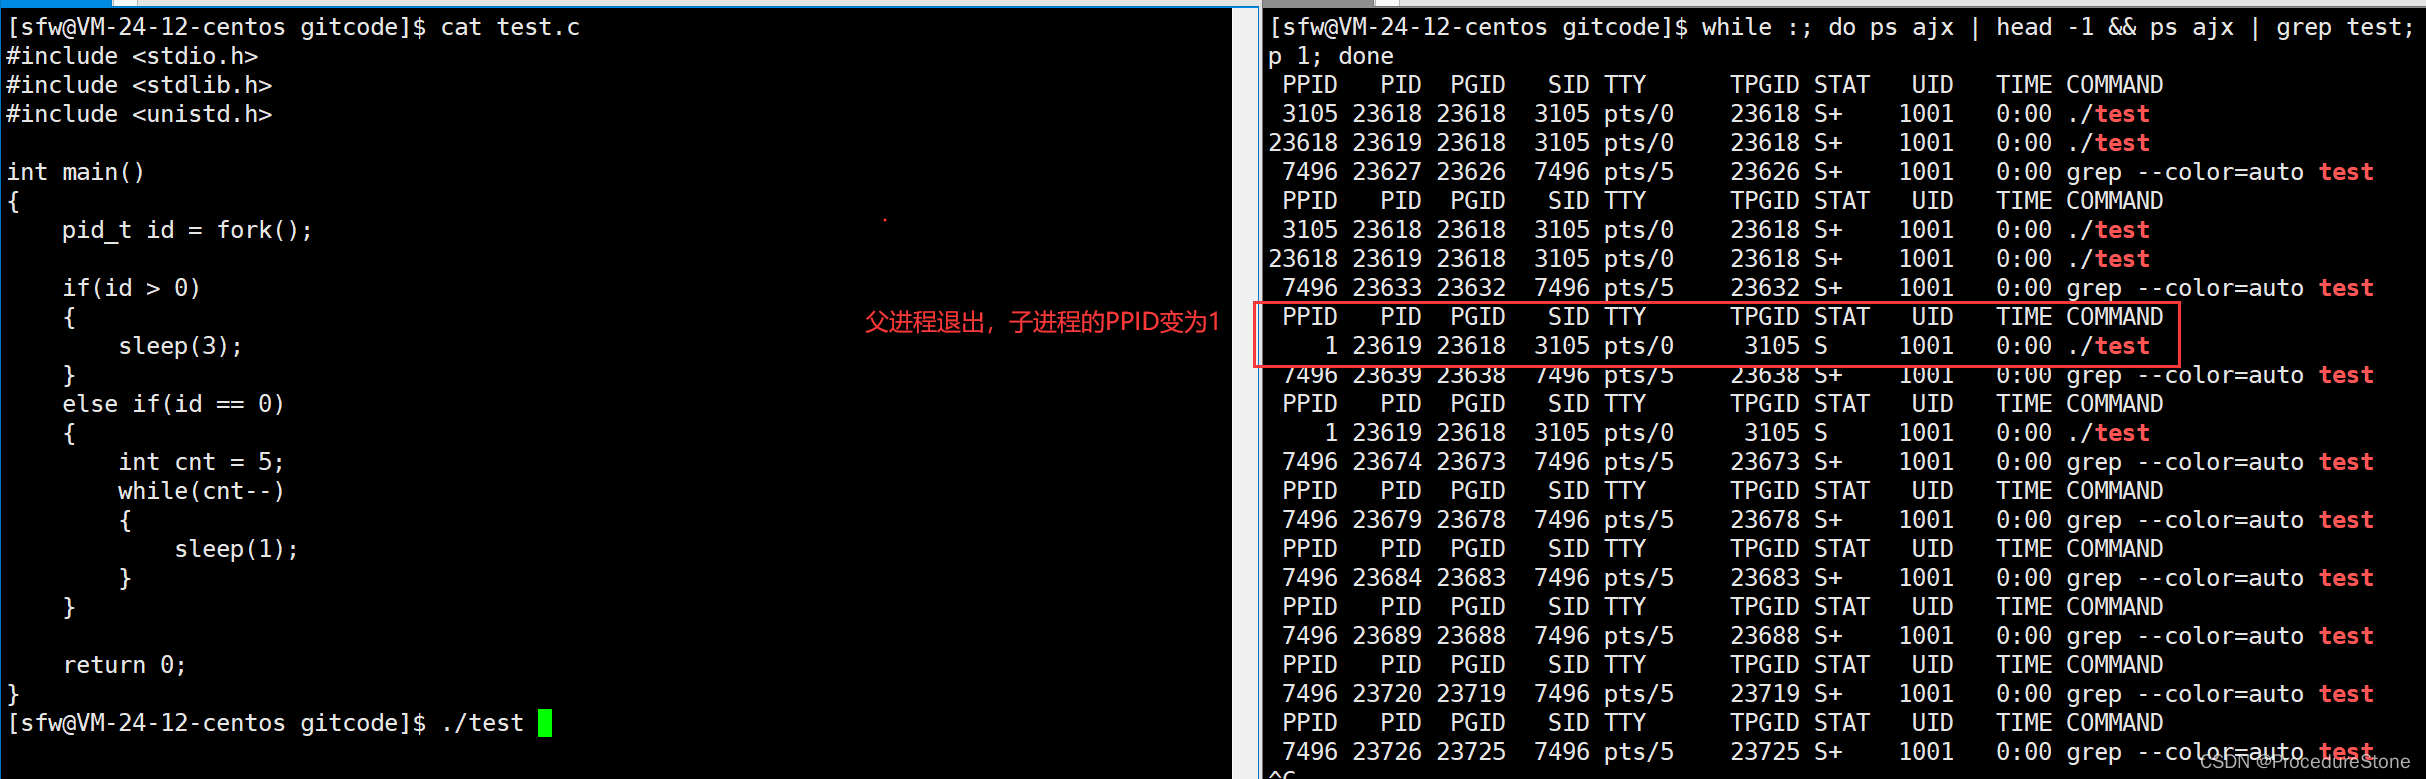 [sfw@VM-24-12-centos gitcode]$ cat test.c
#include <stdio.h>
#include <stdlib.h>
#include <unistd.h>
int main()
{
    pid_t id = fork();
    if(id > 0)
    {
        sleep(3);
    }
    else if(id == 0)
    {
        int cnt = 5;
        while(cnt--)
        {
            sleep(1);
        }
    }
    return 0;
}
[sfw@VM-24-12-centos gitcode]$ ./test
父进程退出，子进程的PPID变为1
[sfw@VM-24-12-centos gitcode]$ while :; do ps ajx | head -1 && ps ajx | grep test;
p 1; done
 PPID   PID  PGID   SID TTY      TPGID STAT   UID   TIME COMMAND
 3105 23618 23618  3105 pts/0    23618 S+    1001   0:00 ./test
23618 23619 23618  3105 pts/0    23618 S+    1001   0:00 ./test
 7496 23627 23626  7496 pts/5    23626 S+    1001   0:00 grep --color=auto test
 PPID   PID  PGID   SID TTY      TPGID STAT   UID   TIME COMMAND
 3105 23618 23618  3105 pts/0    23618 S+    1001   0:00 ./test
23618 23619 23618  3105 pts/0    23618 S+    1001   0:00 ./test
 7496 23633 23632  7496 pts/5    23632 S+    1001   0:00 grep --color=auto test
 PPID   PID  PGID   SID TTY      TPGID STAT   UID   TIME COMMAND
    1 23619 23618  3105 pts/0     3105 S     1001   0:00 ./test
 7496 23639 23638  7496 pts/5    23638 S+    1001   0:00 grep --color=auto test
 PPID   PID  PGID   SID TTY      TPGID STAT   UID   TIME COMMAND
    1 23619 23618  3105 pts/0     3105 S     1001   0:00 ./test
 7496 23674 23673  7496 pts/5    23673 S+    1001   0:00 grep --color=auto test
 PPID   PID  PGID   SID TTY      TPGID STAT   UID   TIME COMMAND
 7496 23679 23678  7496 pts/5    23678 S+    1001   0:00 grep --color=auto test
 PPID   PID  PGID   SID TTY      TPGID STAT   UID   TIME COMMAND
 7496 23684 23683  7496 pts/5    23683 S+    1001   0:00 grep --color=auto test
 PPID   PID  PGID   SID TTY      TPGID STAT   UID   TIME COMMAND
 7496 23689 23688  7496 pts/5    23688 S+    1001   0:00 grep --color=auto test
 PPID   PID  PGID   SID TTY      TPGID STAT   UID   TIME COMMAND
 7496 23720 23719  7496 pts/5    23719 S+    1001   0:00 grep --color=auto test
 PPID   PID  PGID   SID TTY      TPGID STAT   UID   TIME COMMAND
 7496 23726 23725  7496 pts/5    23725 S+    1001   0:00 grep --color=auto test
^C
CSDN @ProcedureStone